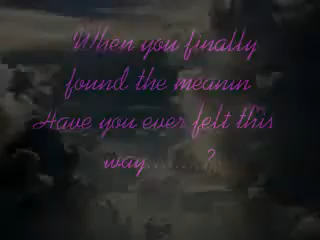 When you finally
found the meanin
Have you ever felt this
way.......?